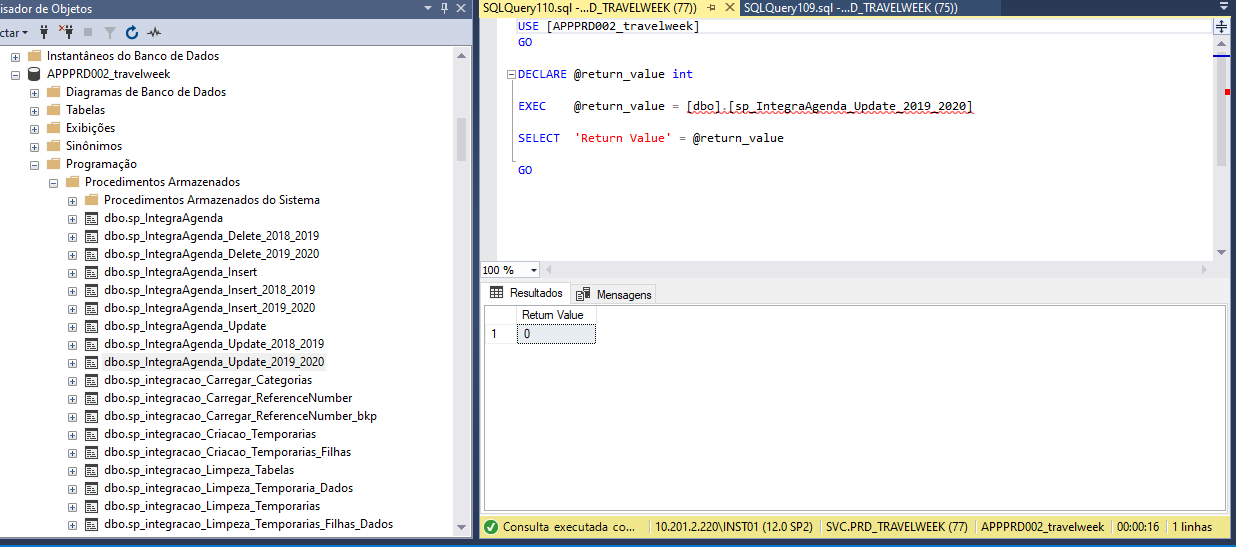 isador de Objetos
ctar
Instantâneos do Banco de Dados
APPPRD002_travelweek
Diagramas de Banco de Dados
Tabelas
Exibições
Sinônimos
Programação
Procedimentos Armazenados
Procedimentos Armazenados do Sistema
dbo.sp_IntegraAgenda
dbo.sp_IntegraAgenda_Delete_2018_2019
dbo.sp_IntegraAgenda_Delete_2019_2020
dbo.sp_IntegraAgenda_Insert
dbo.sp_IntegraAgenda_Insert_2018_2019
dbo.sp_IntegraAgenda_Insert_2019_2020
dbo.sp_IntegraAgenda_Update
dbo.sp_IntegraAgenda_Update_2018_2019
dbo.sp_IntegraAgenda_Update_2019_2020
dbo.sp_integracao_Carregar_Categorias
dbo.sp_integracao_Carregar_ReferenceNumber
dbo.sp_integracao_Carregar_ReferenceNumber_bkp
dbo.sp_integracao_Criacao_Temporarias
dbo.sp_integracao_Criacao_Temporarias_Filhas
dbo.sp_integracao_Limpeza_Tabelas
dbo.sp_integracao_Limpeza_Temporaria_Dados
dbo.sp_integracao_Limpeza_Temporarias
dbo.sp_integracao_Limpeza_Temporarias_Filhas_Dados
SQLQuery110.sql -...D_TRAVELWEEK (77)) SQLQuery109.sql -...D_TRAVELWEEK (75))
USE [APPPRD002_travelweek]
GO
DECLARE @return_value int
EXEC @return_value = [dbo].[sp_IntegraAgenda_Update_2019_2020]
SELECT 'Return Value' = @return_value
GO
100 %
Resultados Mensagens
Return Value
1 0
Consulta executada co... 10.201.2.220\INST01 (12.0 SP2) SVC.PRD_TRAVELWEEK (77) APPPRD002_travelweek 00:00:16 1 linhas